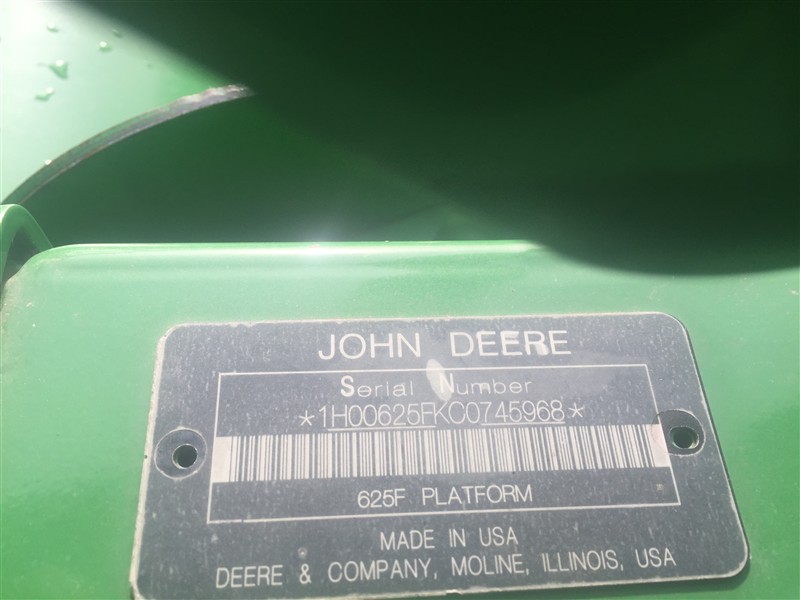 JOHN DEERE
Serial Number
*1H00625FKC0745968*
625F PLATFORM
MADE IN USA
DEERE & COMPANY, MOLINE, ILLINOIS, USA